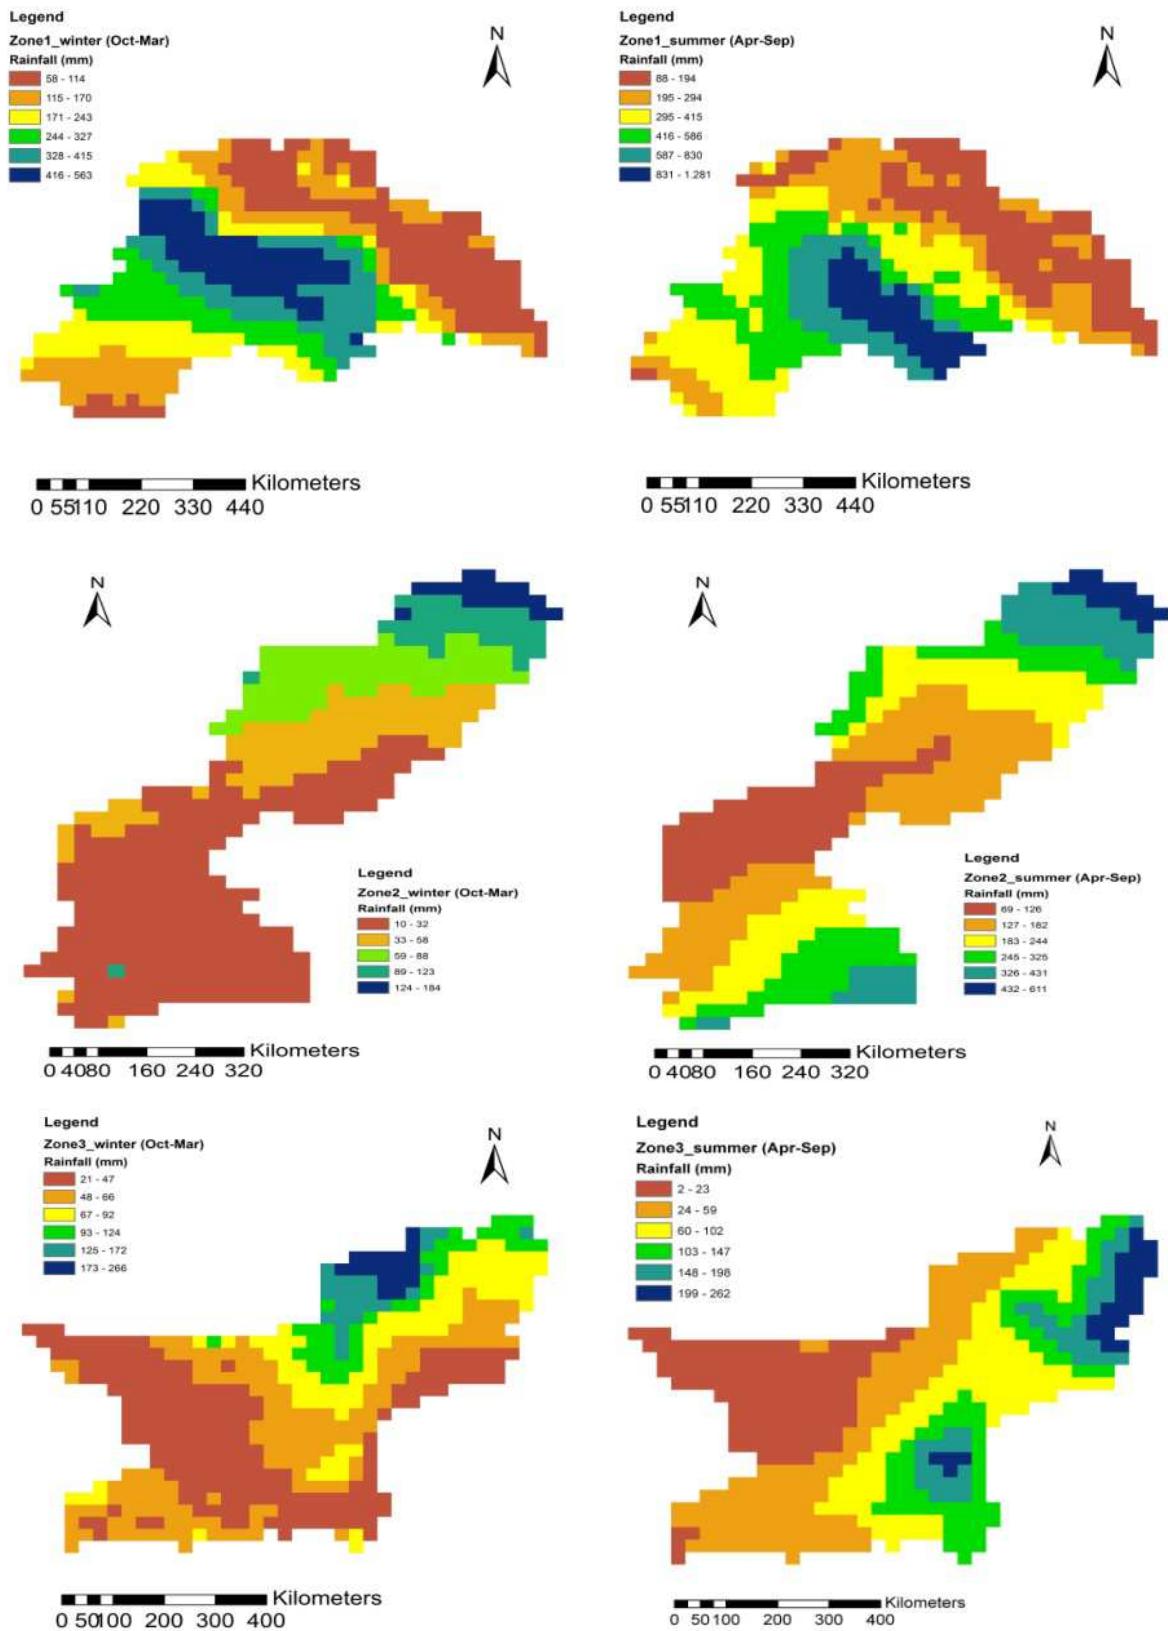 Legend
Zone1_winter (Oct-Mar)
Rainfall (mm)
58 - 114
115 - 170
171 - 243
244 - 327
328 - 415
416 - 563
N
Kilometers
0 55110 220 330 440
Legend
Zone1_summer (Apr-Sep)
Rainfall (mm)
88 - 194
195 - 294
295 - 415
416 - 586
587 - 830
831 - 1.281
N
Kilometers
0 55110 220 330 440
N
Legend
Zone2_winter (Oct-Mar)
Rainfall (mm)
10 - 32
33 - 58
59 - 88
89 - 123
124 - 184
Kilometers
0 4080 160 240 320
N
Legend
Zone2_summer (Apr-Sep)
Rainfall (mm)
69 - 126
127 - 182
183 - 244
245 - 325
326 - 431
432 - 611
Kilometers
0 4080 160 240 320
Legend
Zone3_winter (Oct-Mar)
Rainfall (mm)
21 - 47
48 - 66
67 - 92
93 - 124
125 - 172
173 - 266
N
Kilometers
0 50100 200 300 400
Legend
Zone3_summer (Apr-Sep)
Rainfall (mm)
2 - 23
24 - 59
60 - 102
103 - 147
148 - 198
199 - 262
N
Kilometers
0 50 100 200 300 400